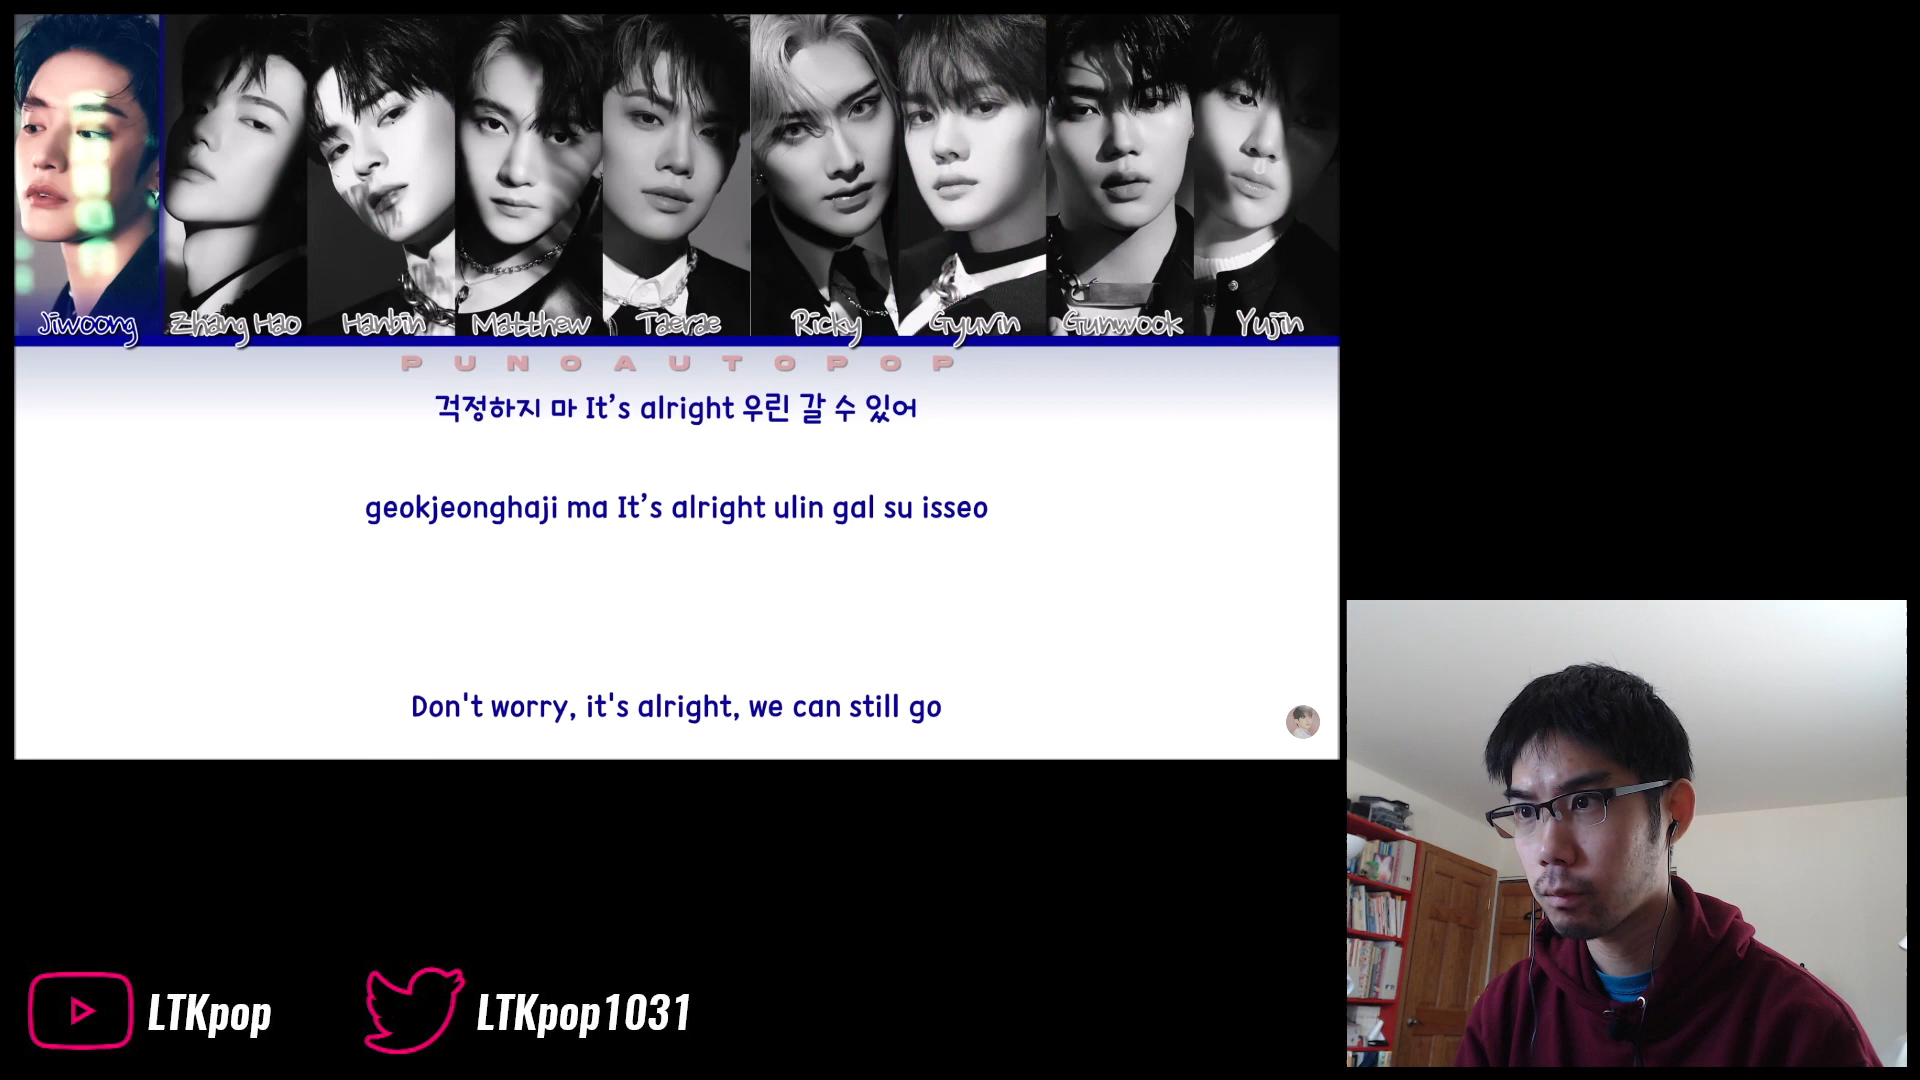 Jiwoong Zhang Hao Hanbin Matthew Taerae Ricky Gyuvin Gunwook Yujin
PUNOAUTOPOP
걱정하지 마 It’s alright 우린 갈 수 있어
geokjeonghaji ma It’s alright ulin gal su isseo
Don't worry, it's alright, we can still go
LTKpop LTKpop1031